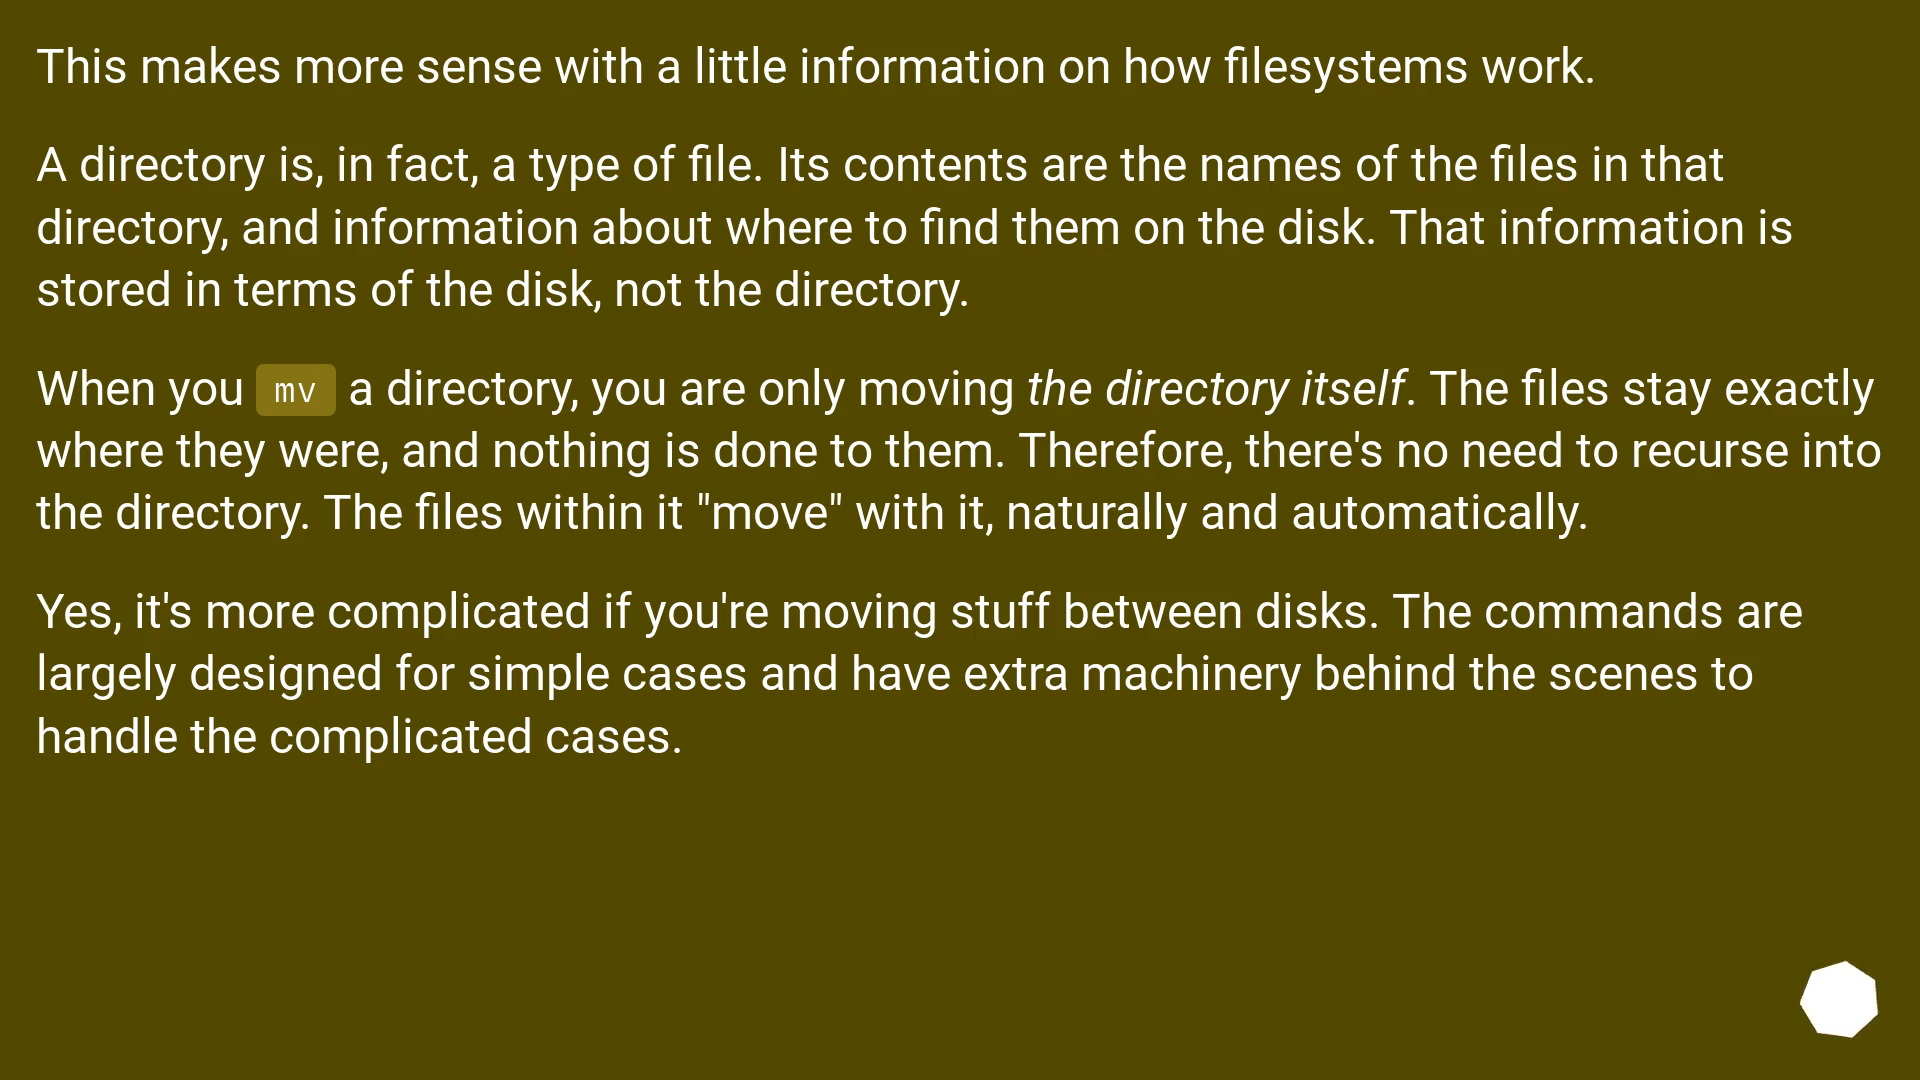 This makes more sense with a little information on how filesystems work.
A directory is, in fact, a type of file. Its contents are the names of the files in that
directory, and information about where to find them on the disk. That information is
stored in terms of the disk, not the directory.
When you mv a directory, you are only moving the directory itself. The files stay exactly
where they were, and nothing is done to them. Therefore, there's no need to recurse into
the directory. The files within it "move" with it, naturally and automatically.
Yes, it's more complicated if you're moving stuff between disks. The commands are
largely designed for simple cases and have extra machinery behind the scenes to
handle the complicated cases.